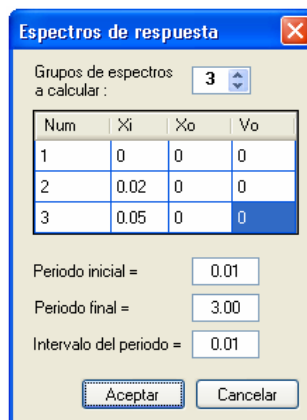 Espectros de respuesta
Grupos de espectros 3
a calcular :
Num Xi Xo Vo
1 0 0 0
2 0.02 0 0
3 0.05 0 0
Periodo inicial = 0.01
Periodo final = 3.00
Intervalo del periodo = 0.01
Aceptar Cancelar